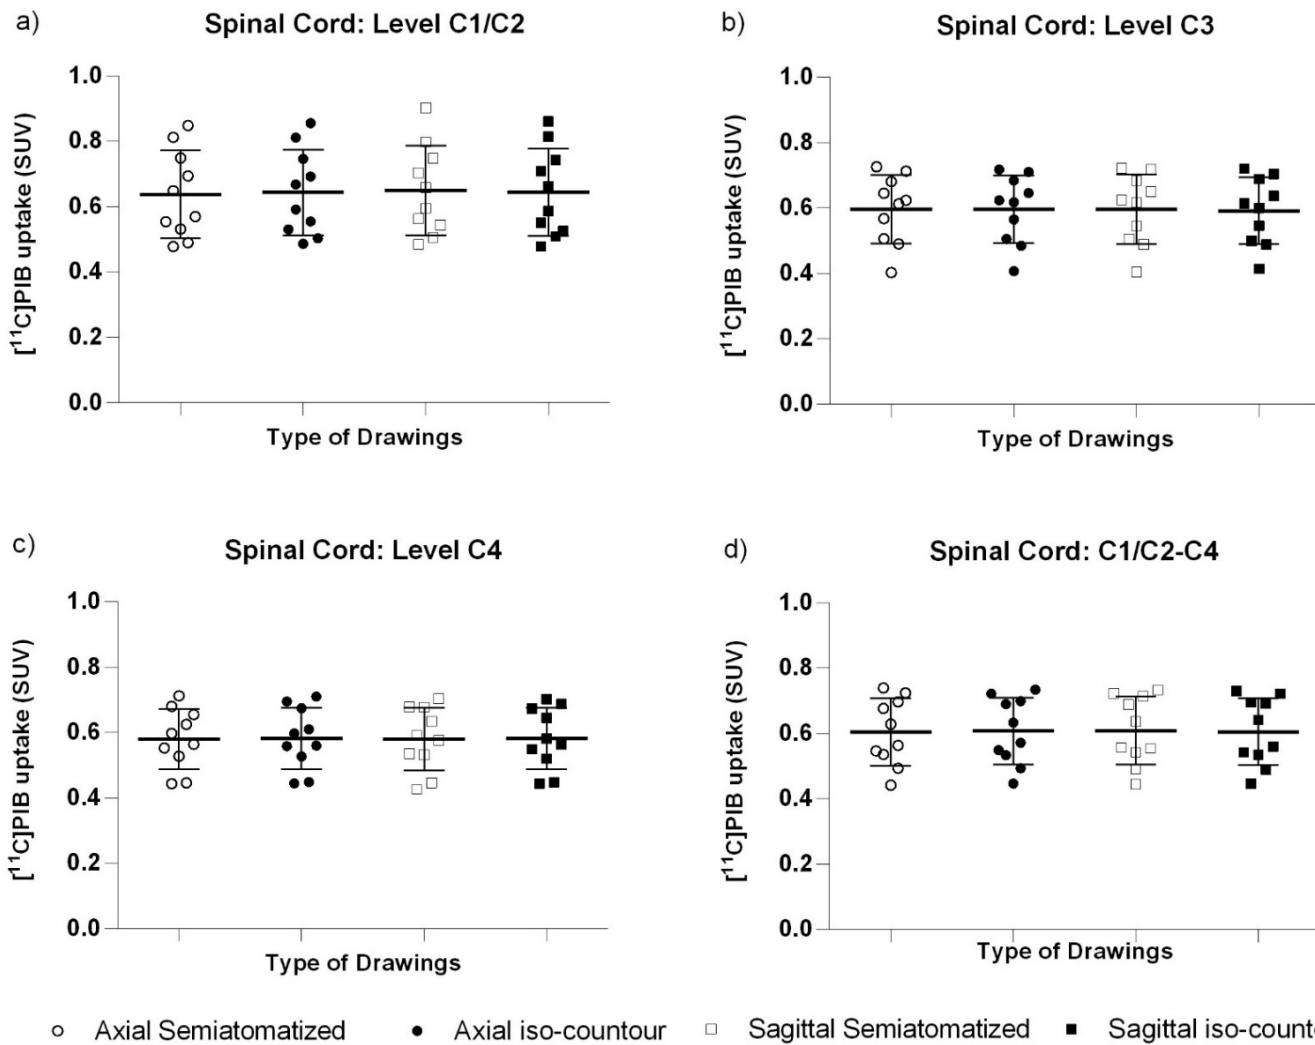 a) Spinal Cord: Level C1/C2
1.0
0.8
0.6
0.4
0.2
0.0
[¹¹C]PIB uptake (SUV)
Type of Drawings
b) Spinal Cord: Level C3
1.0
0.8
0.6
0.4
0.2
0.0
[¹¹C]PIB uptake (SUV)
Type of Drawings
c) Spinal Cord: Level C4
1.0
0.8
0.6
0.4
0.2
0.0
[¹¹C]PIB uptake (SUV)
Type of Drawings
d) Spinal Cord: C1/C2-C4
1.0
0.8
0.6
0.4
0.2
0.0
[¹¹C]PIB uptake (SUV)
Type of Drawings
Axial Semiatomatized Axial iso-countour Sagittal Semiatomatized Sagittal iso-count